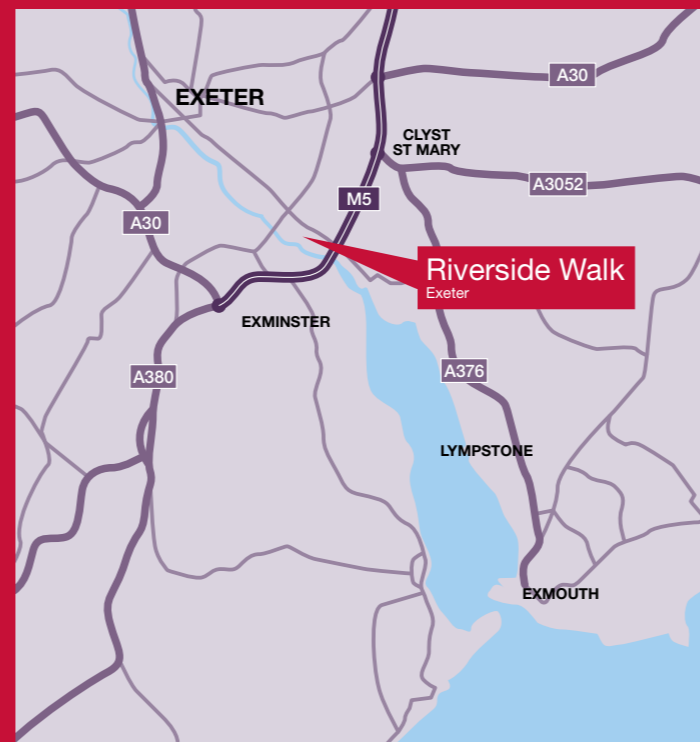 A30
EXETER
CLYST
ST MARY
A3052
M5
A30
Riverside Walk
Exeter
EXMINSTER
A380
A376
LYMPSTONE
EXMOUTH